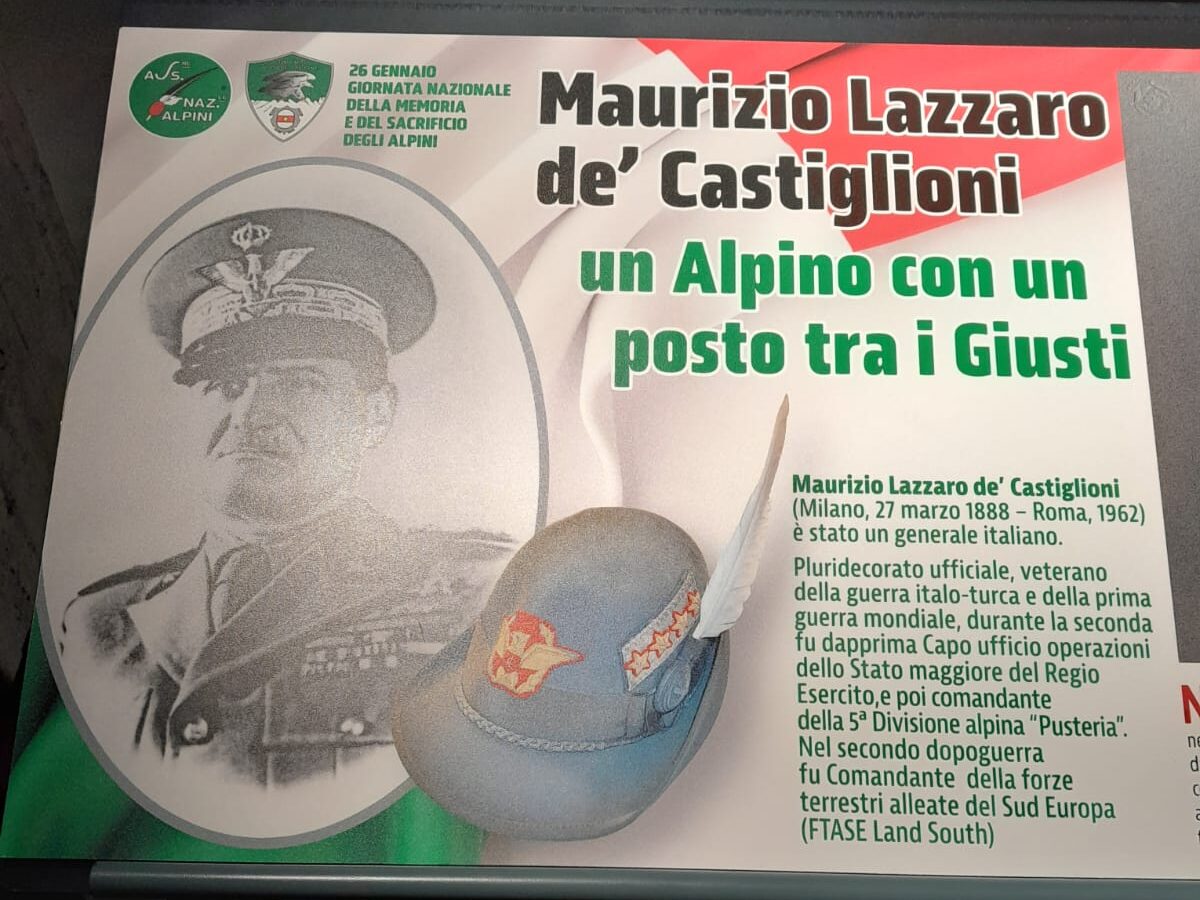 A.S.
NAZ.
ALPINI
26 GENNAIO
GIORNATA NAZIONALE
DELLA MEMORIA
E DEL SACRIFICIO
DEGLI ALPINI
Maurizio Lazzaro
de’ Castiglioni
un Alpino con un
posto tra i Giusti
Maurizio Lazzaro de’ Castiglioni
(Milano, 27 marzo 1888 – Roma, 1962)
è stato un generale italiano.
Pluridecorato ufficiale, veterano
della guerra italo-turca e della prima
guerra mondiale, durante la seconda
fu dapprima Capo ufficio operazioni
dello Stato maggiore del Regio
Esercito,e poi comandante
della 5ª Divisione alpina “Pusteria”.
Nel secondo dopoguerra
fu Comandante della forze
terrestri alleate del Sud Europa
(FTASE Land South)